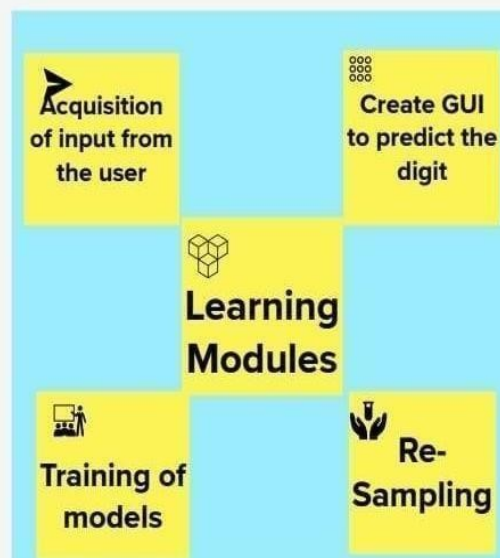 Acquisition
of input from
the user
Create GUI
to predict the
digit
Learning
Modules
Training of
models
Re-
Sampling